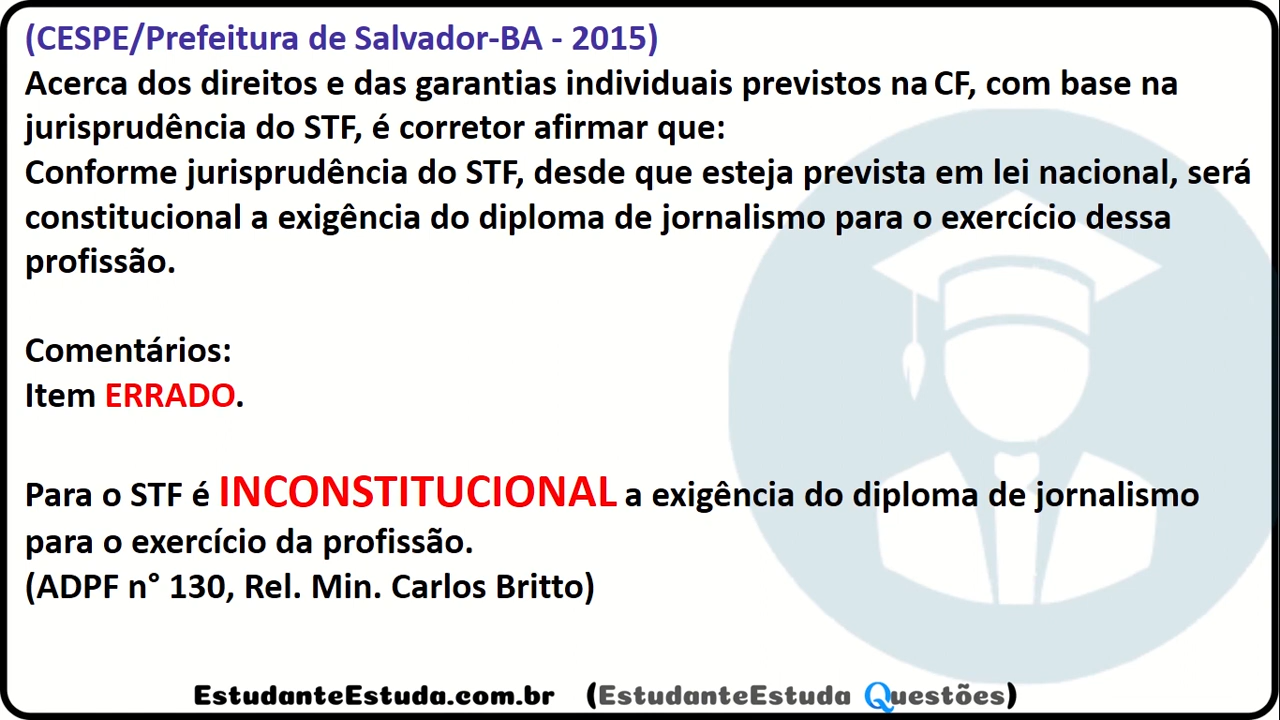 (CESPE/Prefeitura de Salvador-BA - 2015)
Acerca dos direitos e das garantias individuais previstos na CF, com base na
jurisprudência do STF, é corretor afirmar que:
Conforme jurisprudência do STF, desde que esteja prevista em lei nacional, será
constitucional a exigência do diploma de jornalismo para o exercício dessa
profissão.
Comentários:
Item ERRADO.
Para o STF é INCONSTITUCIONAL a exigência do diploma de jornalismo
para o exercício da profissão.
(ADPF n° 130, Rel. Min. Carlos Britto)
EstudanteEstuda.com.br (EstudanteEstuda Questões)